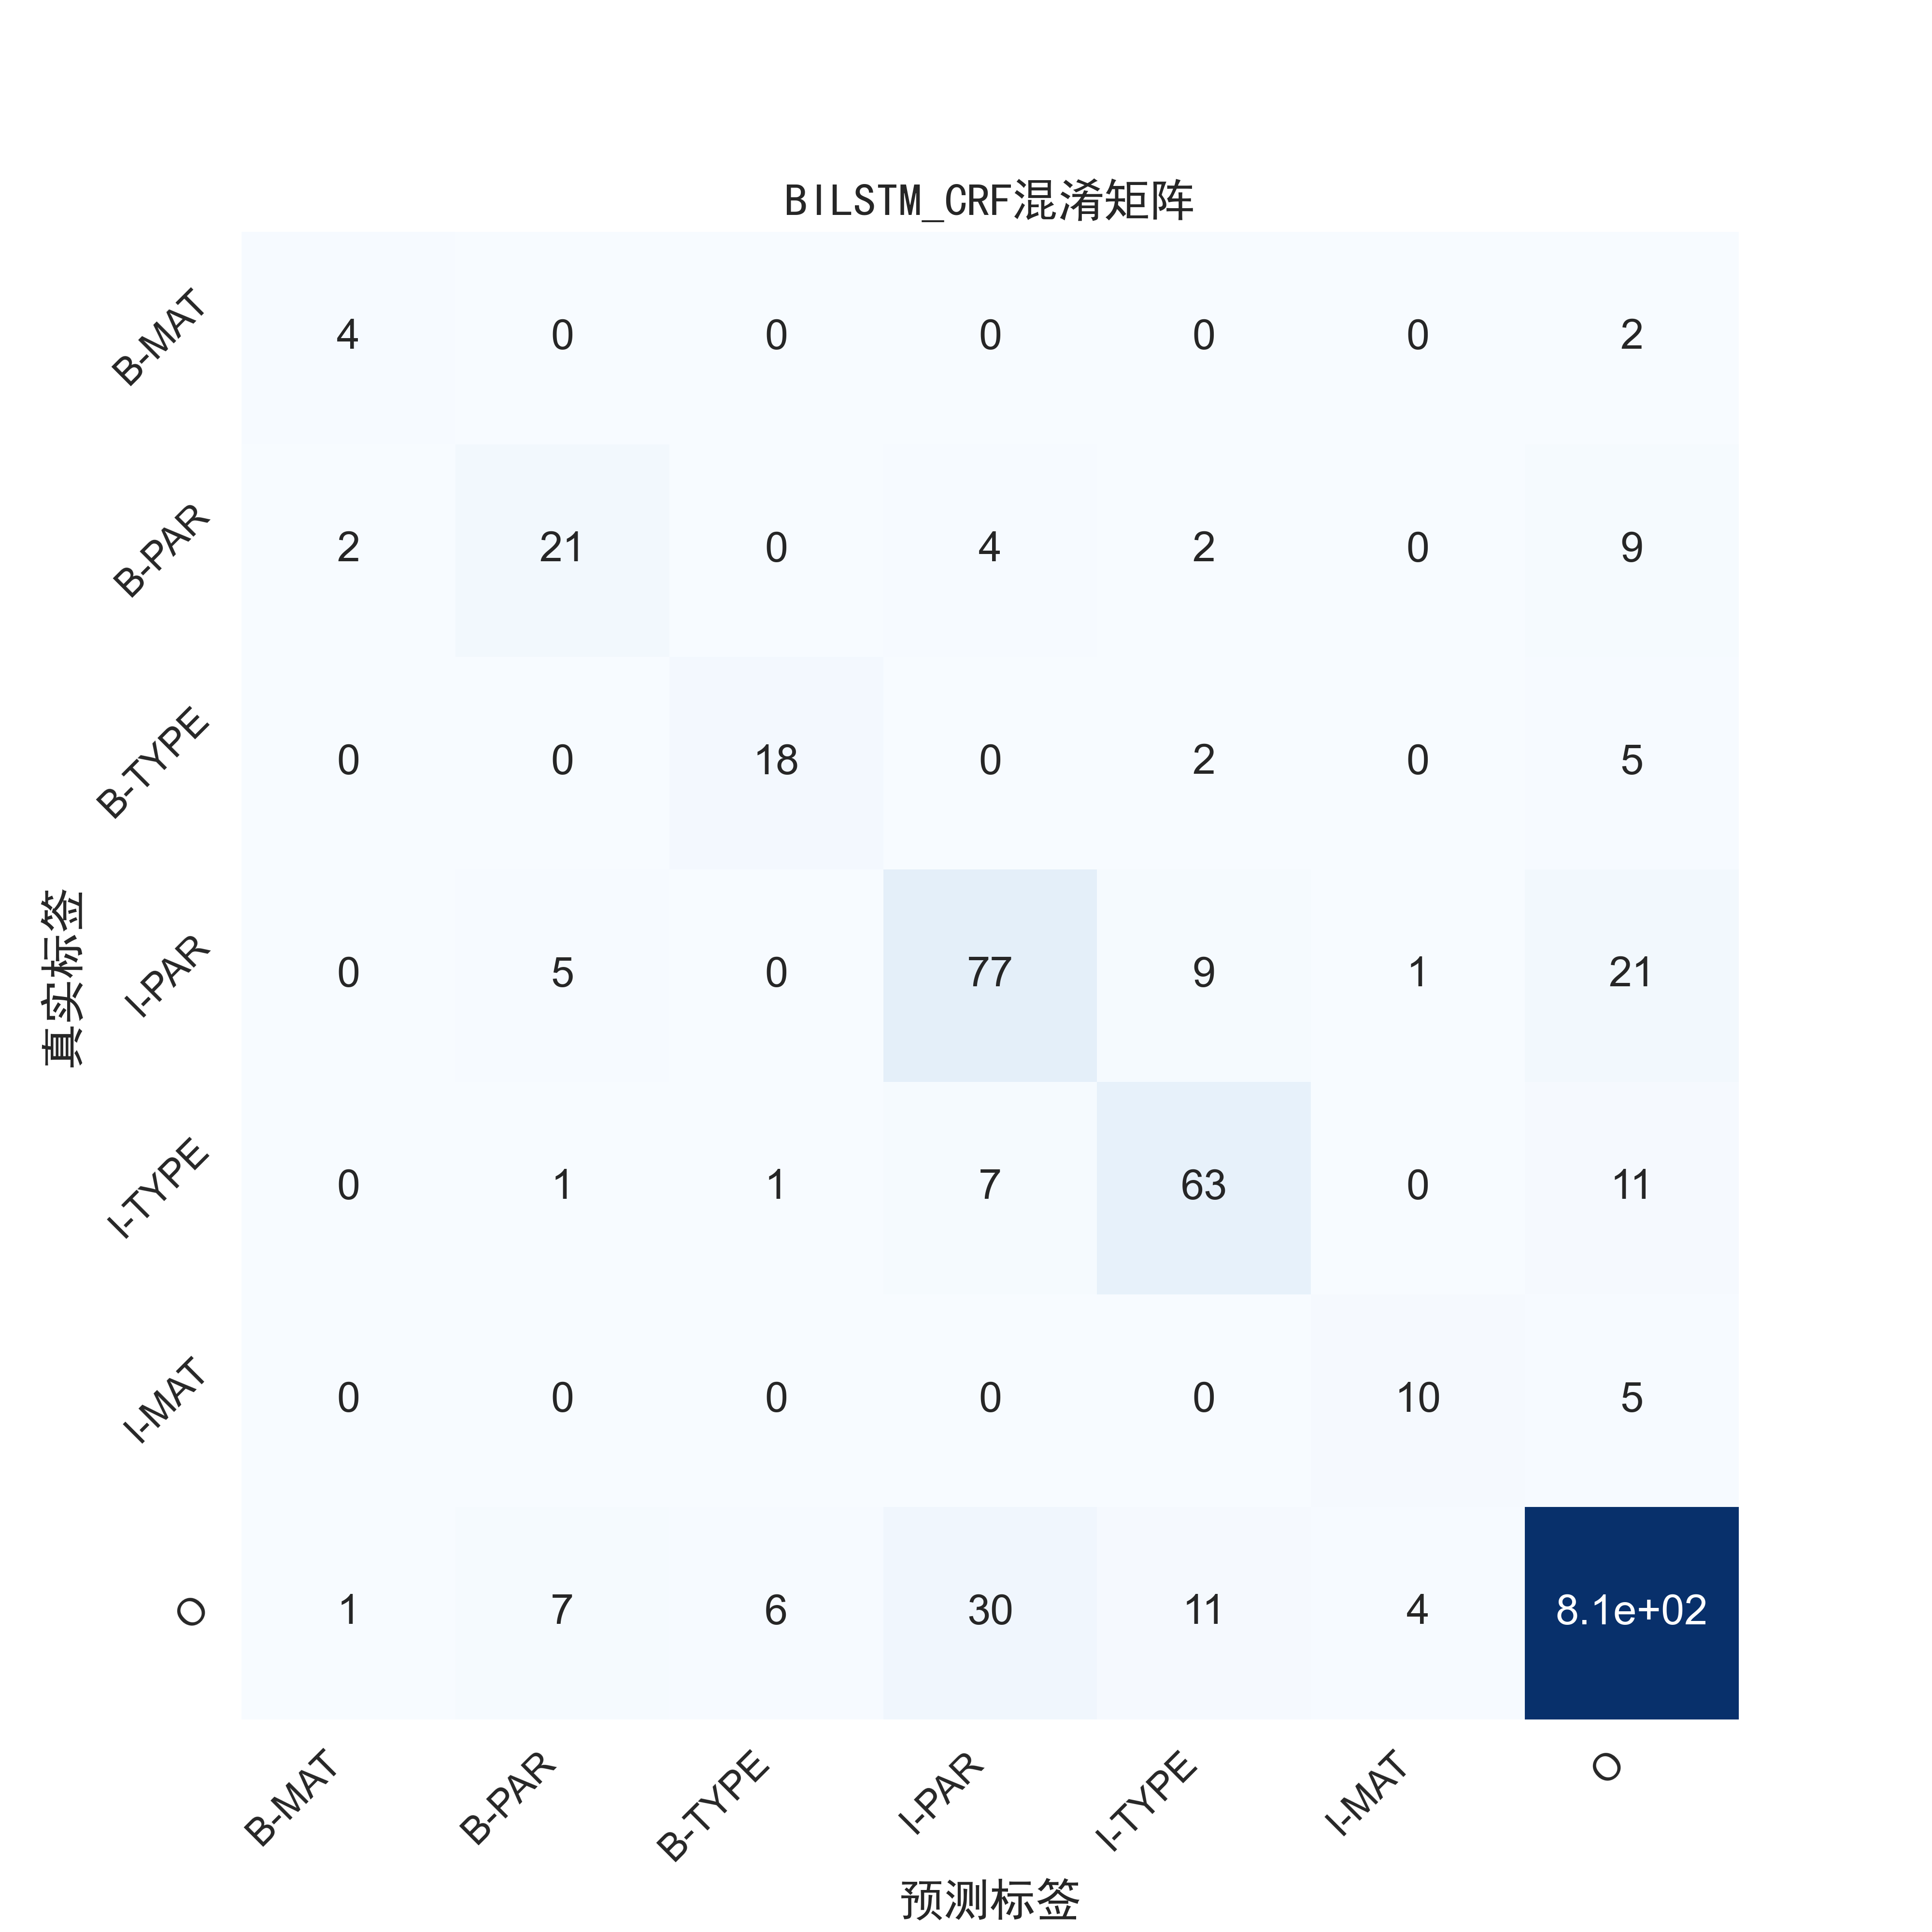 BILSTM_CRF混淆矩阵
B-MAT 4 0 0 0 0 0 2
B-PAR 2 21 0 4 2 0 9
B-TYPE 0 0 18 0 2 0 5
I-PAR 0 5 0 77 9 1 21
I-TYPE 0 1 1 7 63 0 11
I-MAT 0 0 0 0 0 10 5
O 1 7 6 30 11 4 8.1e+02
B-MAT B-PAR B-TYPE I-PAR I-TYPE I-MAT O
真实标签
预测标签